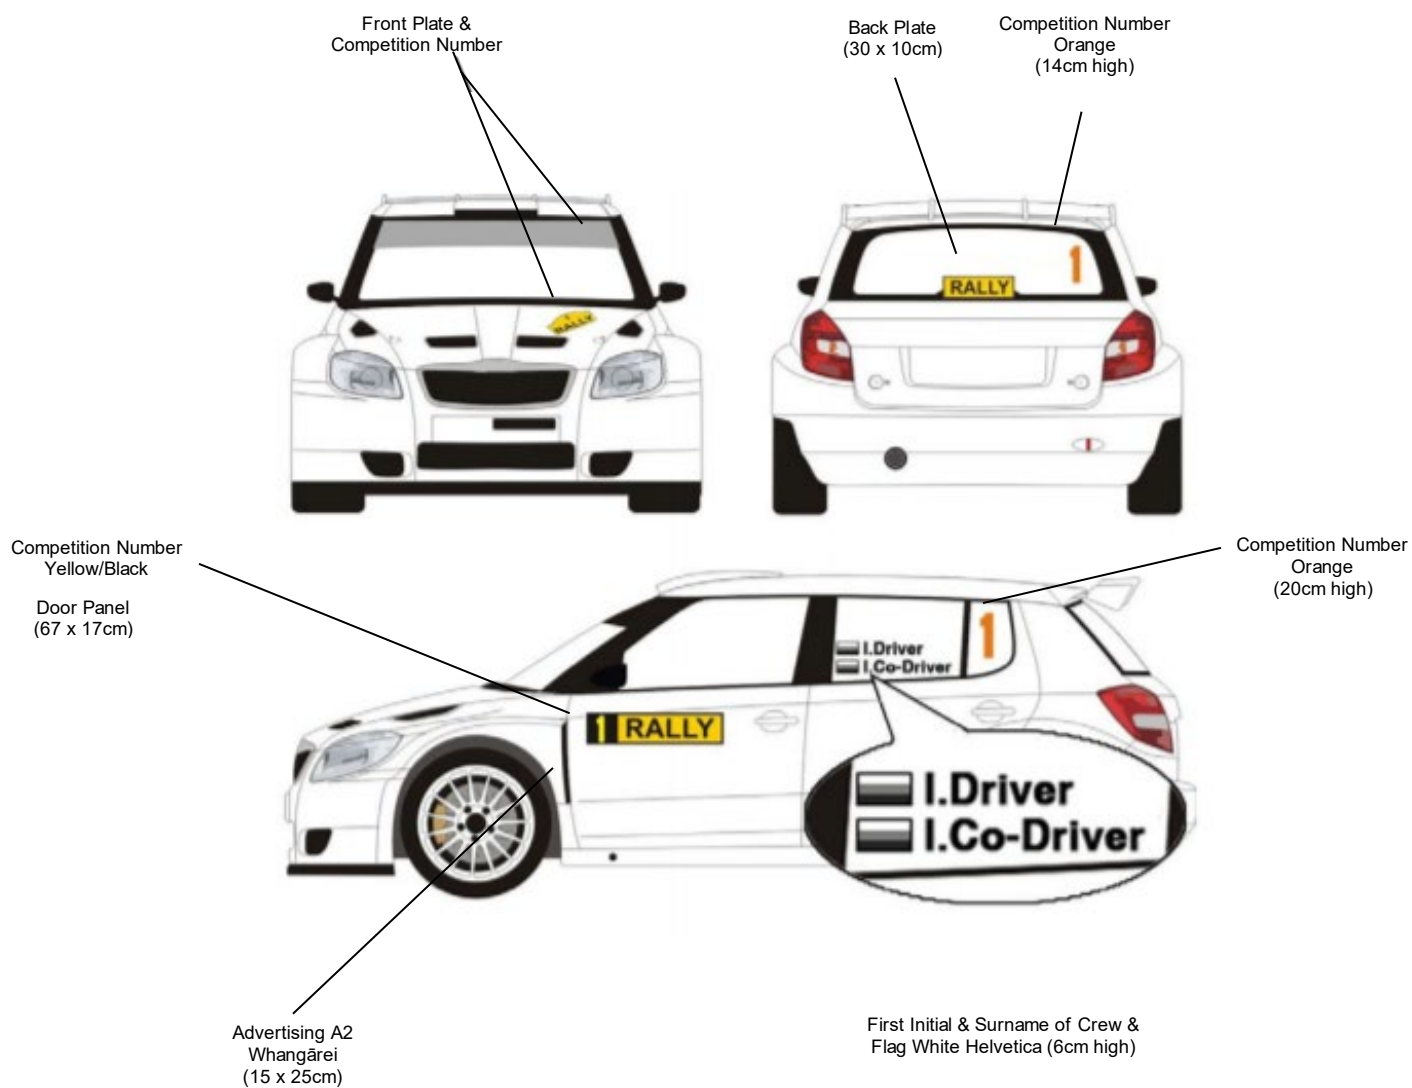 Front Plate &
Competition Number
Back Plate
(30 x 10cm)
Competition Number
Orange
(14cm high)
1
RALLY
RALLY
Competition Number
Yellow/Black
Door Panel
(67 x 17cm)
Competition Number
Orange
(20cm high)
I.Driver
I.Co-Driver
1
1 RALLY
I.Driver
I.Co-Driver
Advertising A2
Whangārei
(15 x 25cm)
First Initial & Surname of Crew &
Flag White Helvetica (6cm high)